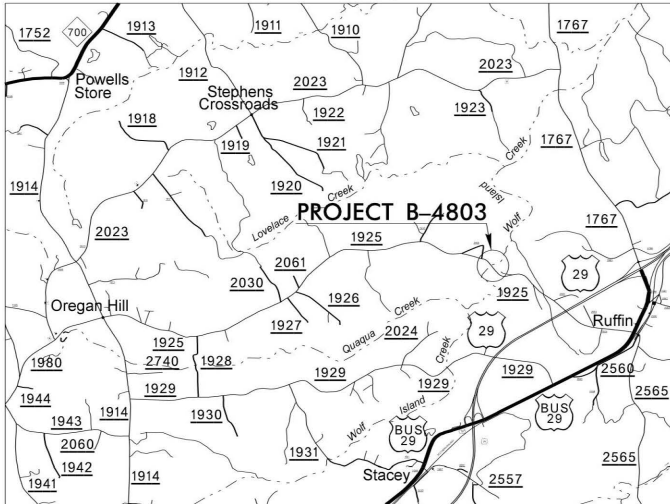 1752
700
1913
1911
1910
1767
Powells
Store
1912
2023
2023
Stephens
Crossroads
1918
1922
1923
1919
1921
1767
1914
1920
Creek
Creek
Island
PROJECT B–4803
Wolf
Lovelace
1925
1767
2023
2061
29
2030
1926
1925
Oregan Hill
1927
Creek
29
Ruffin
Quaqua
2024
1925
Creek
1980
2740
1928
1929
1929
2560
1929
1929
2565
1944
Island
BUS
29
1943
1914
1930
BUS
29
2060
Wolf
1942
1931
2565
1941
1914
Stacey
2557